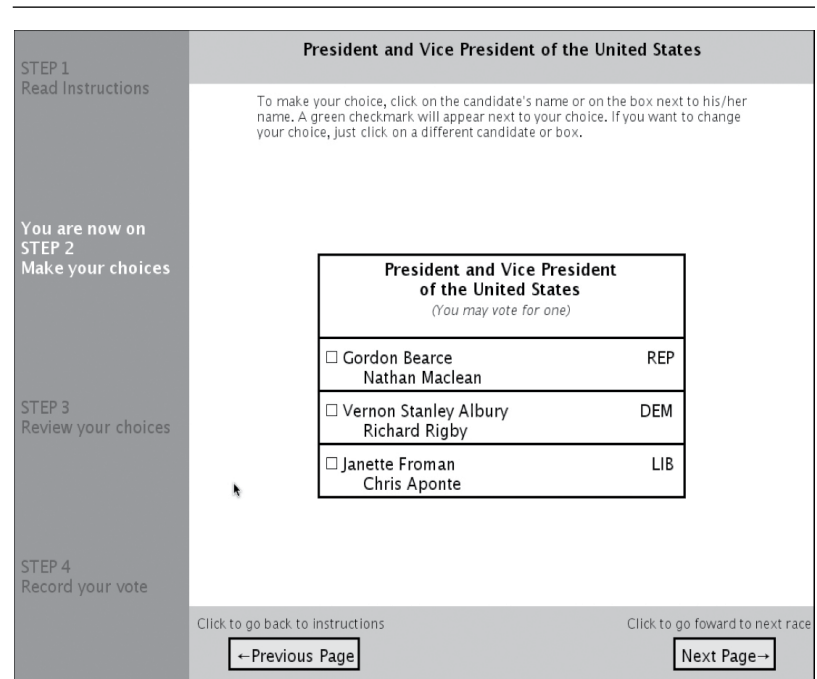 STEP 1
Read Instructions
You are now on
STEP 2
Make your choices
STEP 3
Review your choices
STEP 4
Record your vote
President and Vice President of the United States
To make your choice, click on the candidate's name or on the box next to his/her
name. A green checkmark will appear next to your choice. If you want to change
your choice, just click on a different candidate or box.
President and Vice President
of the United States
(You may vote for one)
☐ Gordon Bearce REP
Nathan Maclean
☐ Vernon Stanley Albury DEM
Richard Rigby
☐ Janette Froman LIB
Chris Aponte
Click to go back to instructions
←Previous Page
Click to go foward to next race
Next Page→